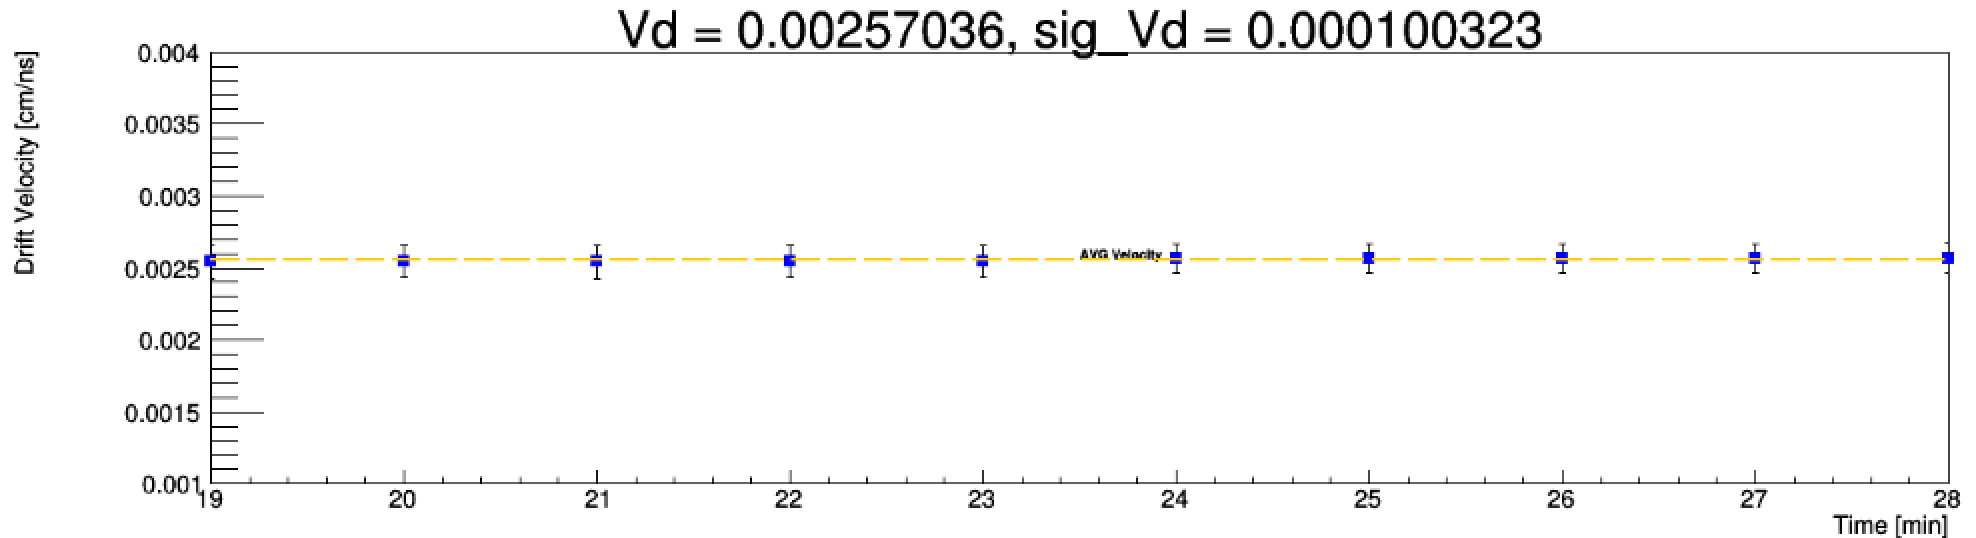 Vd = 0.00257036, sig_Vd = 0.000100323
Drift Velocity [cm/ns]
0.004
0.0035
0.003
0.0025
0.002
0.0015
0.001
AVG Velocity
19 20 21 22 23 24 25 26 27 28
Time [min]